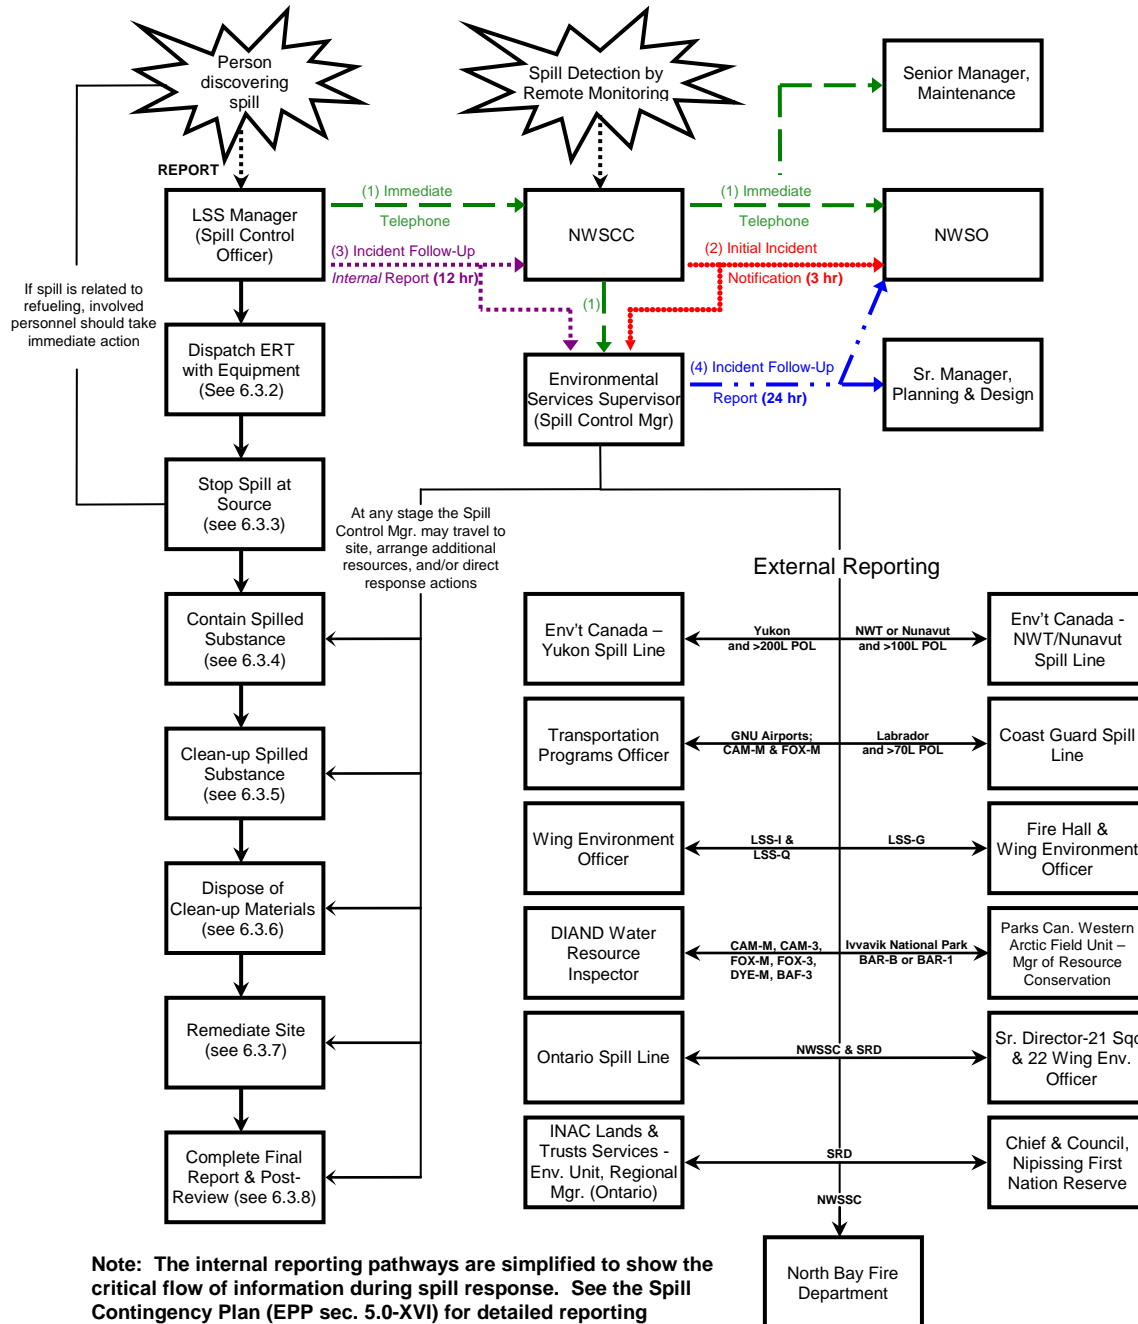 Person
discovering
spill
Spill Detection by
Remote Monitoring
Senior Manager,
Maintenance
REPORT
LSS Manager
(Spill Control
Officer)
(1) Immediate
Telephone
NWSCC
(1) Immediate
Telephone
NWSO
(3) Incident Follow-Up
Internal Report (12 hr)
(2) Initial Incident
Notification (3 hr)
(1)
If spill is related to
refueling, involved
personnel should take
immediate action
Dispatch ERT
with Equipment
(See 6.3.2)
Environmental
Services Supervisor
(Spill Control Mgr)
(4) Incident Follow-Up
Report (24 hr)
Sr. Manager,
Planning & Design
Stop Spill at
Source
(see 6.3.3)
At any stage the Spill
Control Mgr. may travel to
site, arrange additional
resources, and/or direct
response actions
External Reporting
Contain Spilled
Substance
(see 6.3.4)
Env't Canada –
Yukon Spill Line
Yukon
and >200L POL
NWT or Nunavut
and >100L POL
Env't Canada -
NWT/Nunavut
Spill Line
Clean-up Spilled
Substance
(see 6.3.5)
Transportation
Programs Officer
GNU Airports;
CAM-M & FOX-M
Labrador
and >70L POL
Coast Guard Spill
Line
Wing Environment
Officer
LSS-I &
LSS-Q
LSS-G
Fire Hall &
Wing Environment
Officer
Dispose of
Clean-up Materials
(see 6.3.6)
DIAND Water
Resource
Inspector
CAM-M, CAM-3,
FOX-M, FOX-3,
DYE-M, BAF-3
Ivvavik National Park
BAR-B or BAR-1
Parks Can. Western
Arctic Field Unit –
Mgr of Resource
Conservation
Remediate Site
(see 6.3.7)
Ontario Spill Line
NWSSC & SRD
Sr. Director-21 Sqd
& 22 Wing Env.
Officer
Complete Final
Report & Post-
Review (see 6.3.8)
INAC Lands &
Trusts Services -
Env. Unit, Regional
Mgr. (Ontario)
SRD
Chief & Council,
Nipissing First
Nation Reserve
NWSSC
North Bay Fire
Department
Note: The internal reporting pathways are simplified to show the
critical flow of information during spill response. See the Spill
Contingency Plan (EPP sec. 5.0-XVI) for detailed reporting